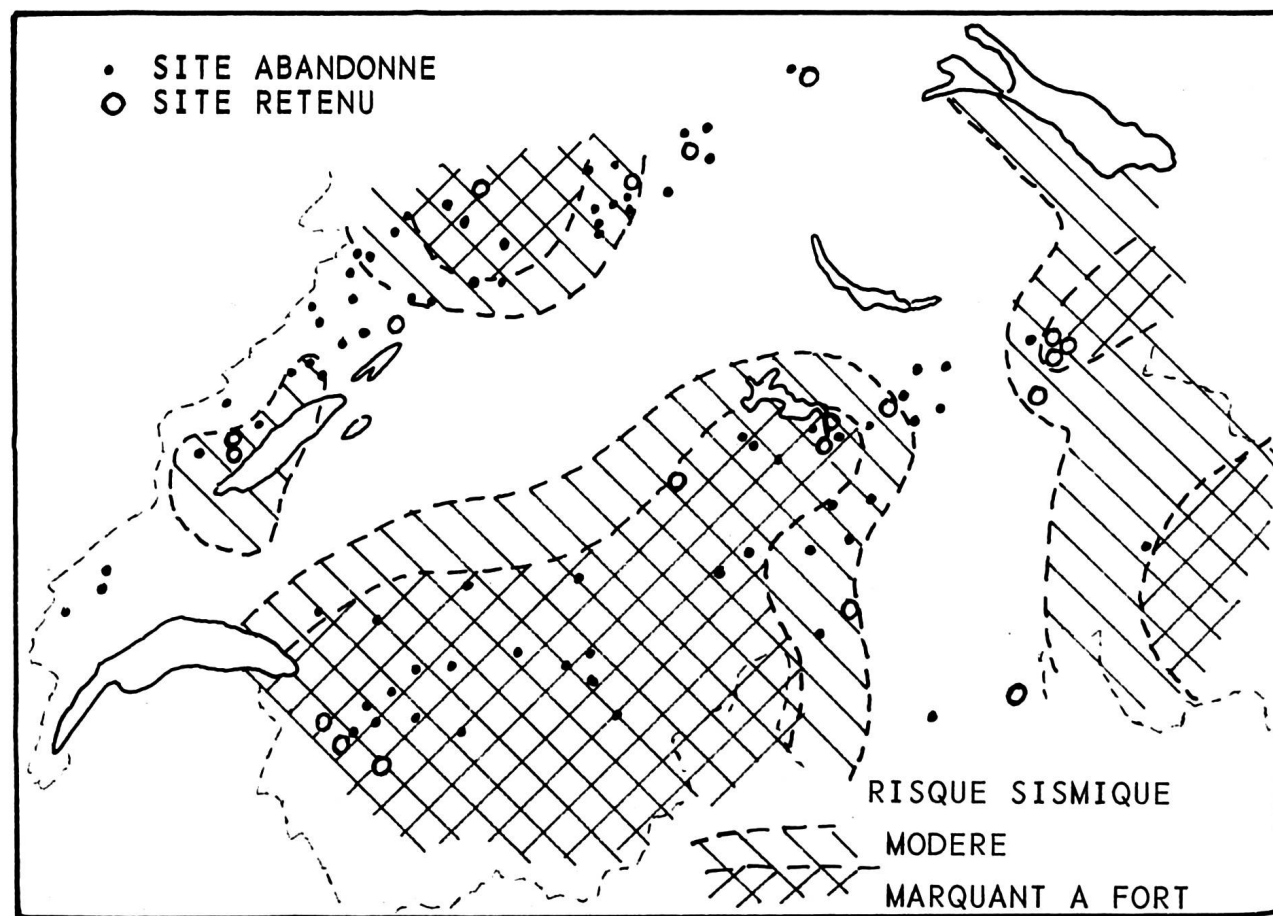 SITE ABANDONNE
SITE RETENU
RISQUE SISMIQUE
MODERE
MARQUANT A FORT